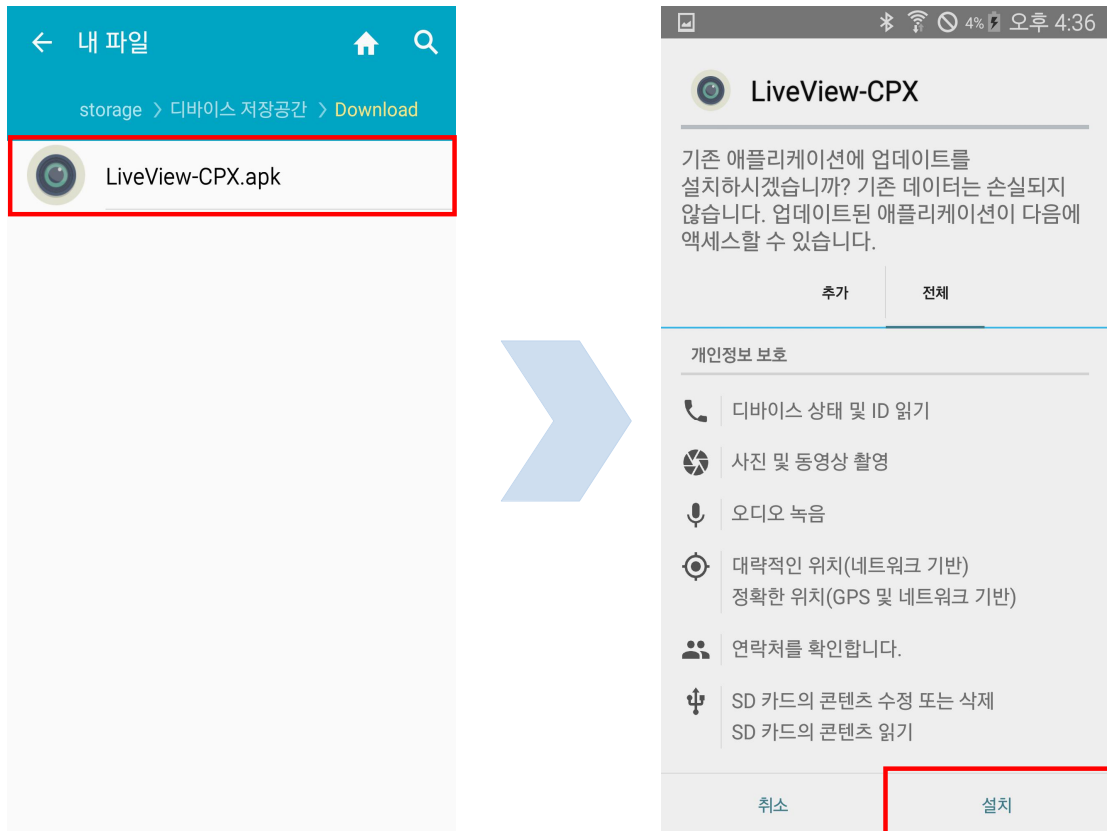 내 파일
storage > 디바이스 저장공간 > Download
LiveView-CPX.apk
4% 오후 4:36
LiveView-CPX
기존 애플리케이션에 업데이트를
설치하시겠습니까? 기존 데이터는 손실되지
않습니다. 업데이트된 애플리케이션이 다음에
액세스할 수 있습니다.
추가 전체
개인정보 보호
디바이스 상태 및 ID 읽기
사진 및 동영상 촬영
오디오 녹음
대략적인 위치(네트워크 기반)
정확한 위치(GPS 및 네트워크 기반)
연락처를 확인합니다.
SD 카드의 콘텐츠 수정 또는 삭제
SD 카드의 콘텐츠 읽기
취소 설치